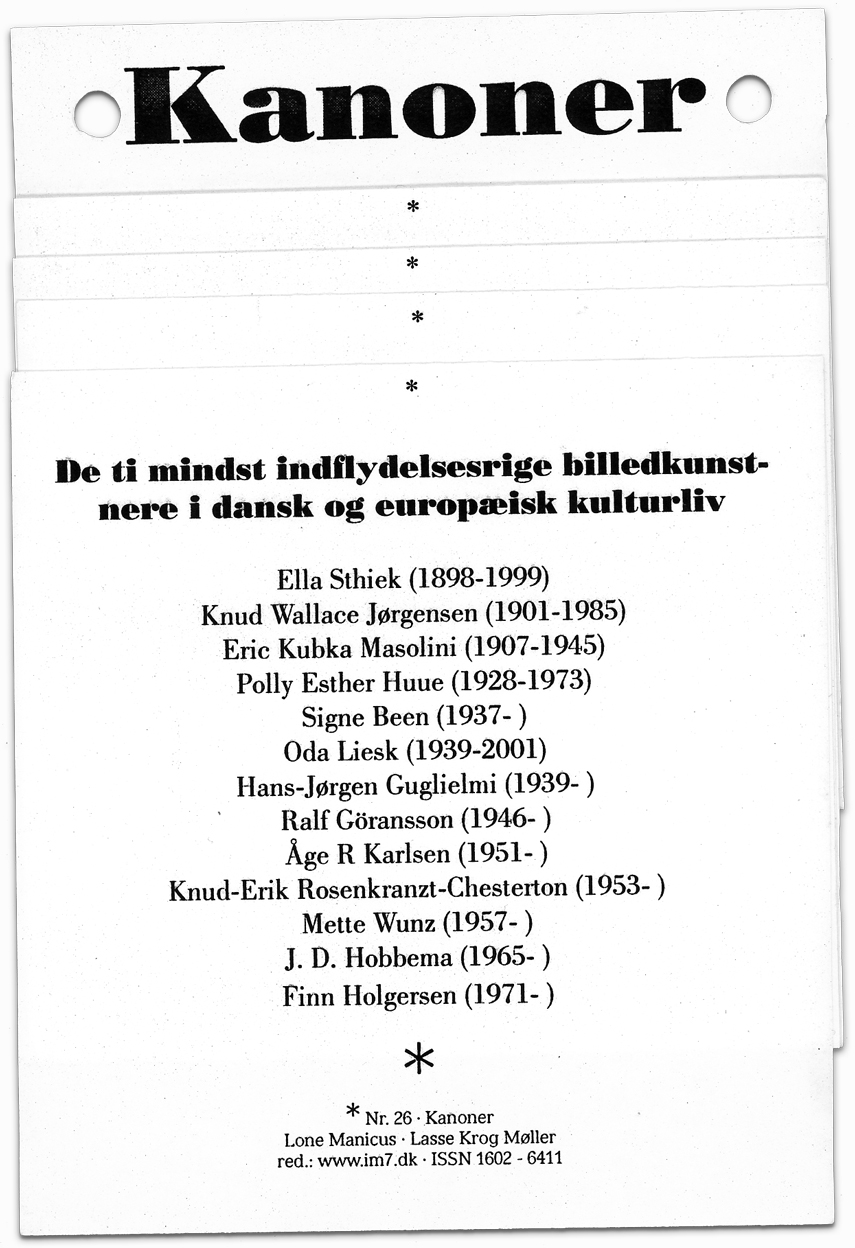 Kanoner
*
*
*
*
De ti mindst indflydelsesrige billedkunst-
nere i dansk og europæisk kulturliv
Ella Sthiek (1898-1999)
Knud Wallace Jørgensen (1901-1985)
Eric Kubka Masolini (1907-1945)
Polly Esther Huue (1928-1973)
Signe Been (1937- )
Oda Liesk (1939-2001)
Hans-Jørgen Guglielmi (1939- )
Ralf Göransson (1946- )
Åge R Karlsen (1951- )
Knud-Erik Rosenkranzt-Chesterton (1953- )
Mette Wunz (1957- )
J. D. Hobbema (1965- )
Finn Holgersen (1971- )
*
* Nr. 26 · Kanoner
Lone Manicus · Lasse Krog Møller
red.: www.im7.dk · ISSN 1602 - 6411